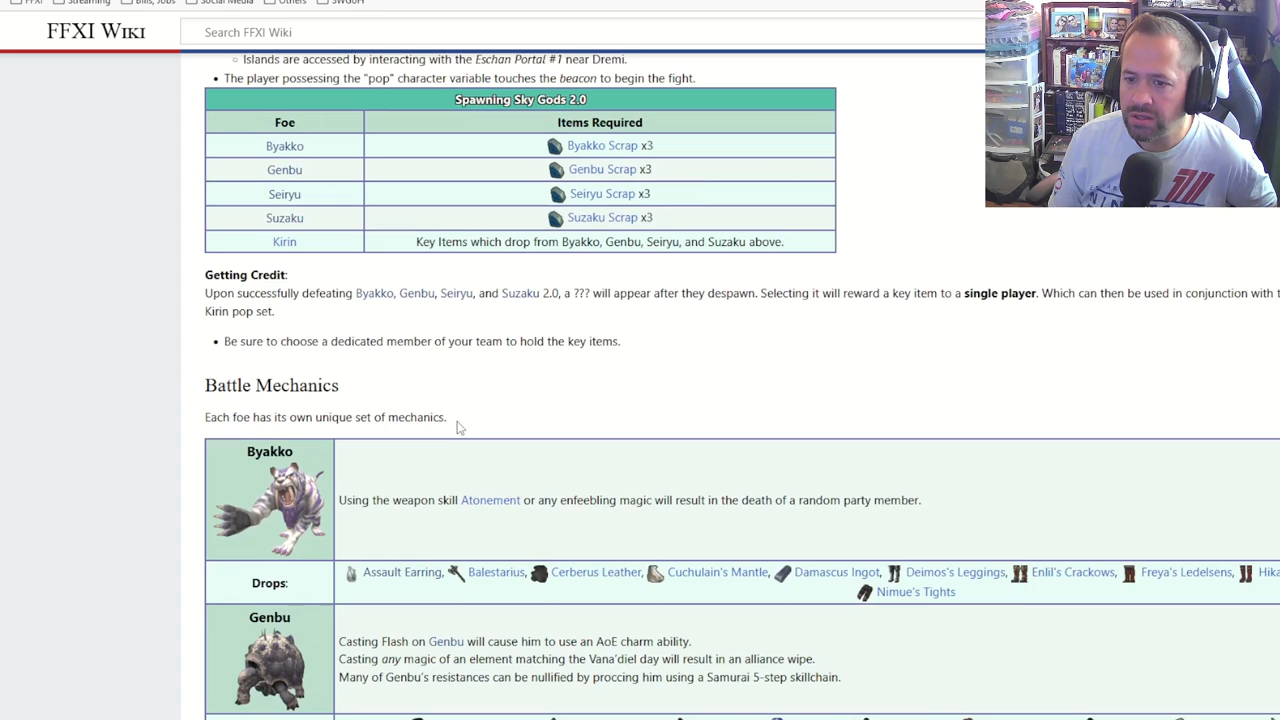 FFXI
Streaming
Bills, Jobs
Social Media
Others
SWGoH
FFXI WIKI
Search FFXI Wiki
Islands are accessed by interacting with the Eschan Portal #1 near Dremi.
The player possessing the "pop" character variable touches the beacon to begin the fight.
Spawning Sky Gods 2.0
Foe Items Required
Byakko Byakko Scrap x3
Genbu Genbu Scrap x3
Seiryu Seiryu Scrap x3
Suzaku Suzaku Scrap x3
Kirin Key Items which drop from Byakko, Genbu, Seiryu, and Suzaku above.
Getting Credit:
Upon successfully defeating Byakko, Genbu, Seiryu, and Suzaku 2.0, a ??? will appear after they despawn. Selecting it will reward a key item to a single player. Which can then be used in conjunction with t
Kirin pop set.
Be sure to choose a dedicated member of your team to hold the key items.
Battle Mechanics
Each foe has its own unique set of mechanics.
Byakko
Using the weapon skill Atonement or any enfeebling magic will result in the death of a random party member.
Drops:
Assault Earring, Balestarius, Cerberus Leather, Cuchulain's Mantle, Damascus Ingot, Deimos's Leggings, Enlil's Crackows, Freya's Ledelsens, Hika
Nimue's Tights
Genbu
Casting Flash on Genbu will cause him to use an AoE charm ability.
Casting any magic of an element matching the Vana'diel day will result in an alliance wipe.
Many of Genbu's resistances can be nullified by proccing him using a Samurai 5-step skillchain.